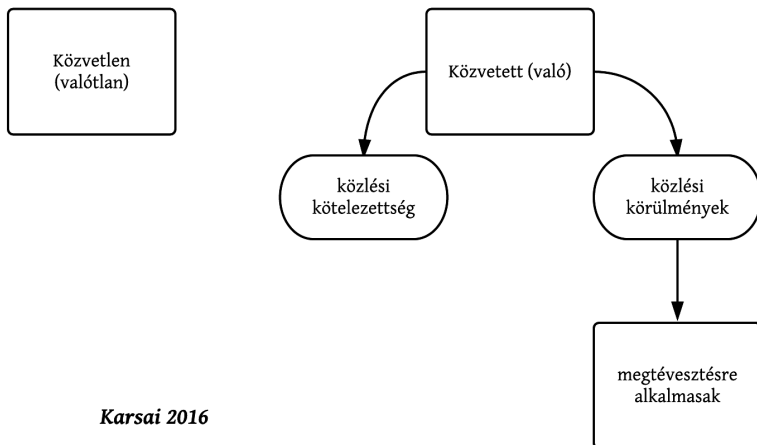 Közvetlen
(valótlan)
Közvetett (való)
közlési
kötelezettség
közlési
körülmények
megtévesztésre
alkalmasak
Karsai 2016